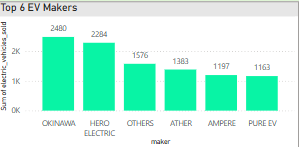 Top 6 EV Makers
Sum of electric_vehicles_sold
2K
1K
0K
2480
2284
1576
1383
1197
1163
OKINAWA
HERO
ELECTRIC
OTHERS
ATHER
AMPERE
PURE EV
maker